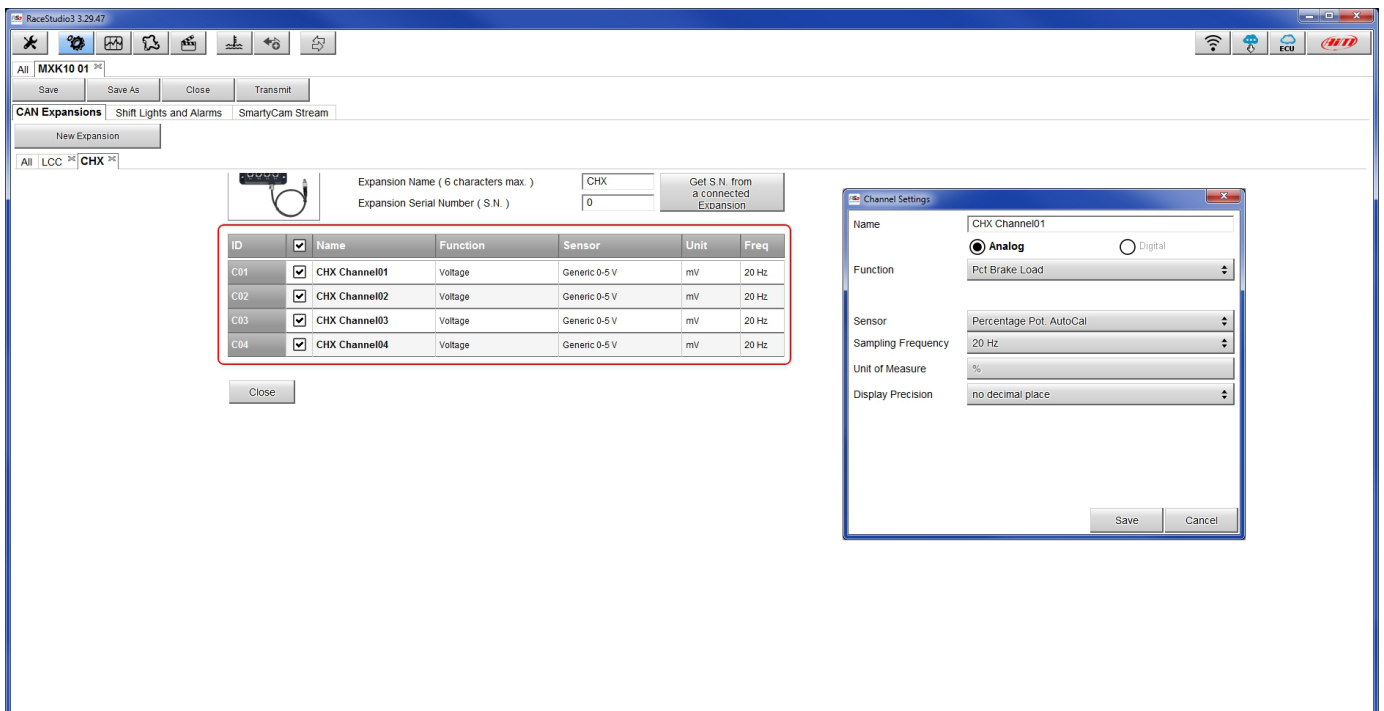 RaceStudio3 3.29.47
ECU AiM
All MXK10 01
Save Save As Close Transmit
CAN Expansions Shift Lights and Alarms SmartyCam Stream
New Expansion
All LCC CHX
Expansion Name ( 6 characters max. ) CHX Get S.N. from
a connected
Expansion
Expansion Serial Number ( S.N. ) 0
ID Name Function Sensor Unit Freq
C01 CHX Channel01 Voltage Generic 0-5 V mV 20 Hz
C02 CHX Channel02 Voltage Generic 0-5 V mV 20 Hz
C03 CHX Channel03 Voltage Generic 0-5 V mV 20 Hz
C04 CHX Channel04 Voltage Generic 0-5 V mV 20 Hz
Close
Channel Settings
Name CHX Channel01
Analog Digital
Function Pct Brake Load
Sensor Percentage Pot. AutoCal
Sampling Frequency 20 Hz
Unit of Measure %
Display Precision no decimal place
Save Cancel